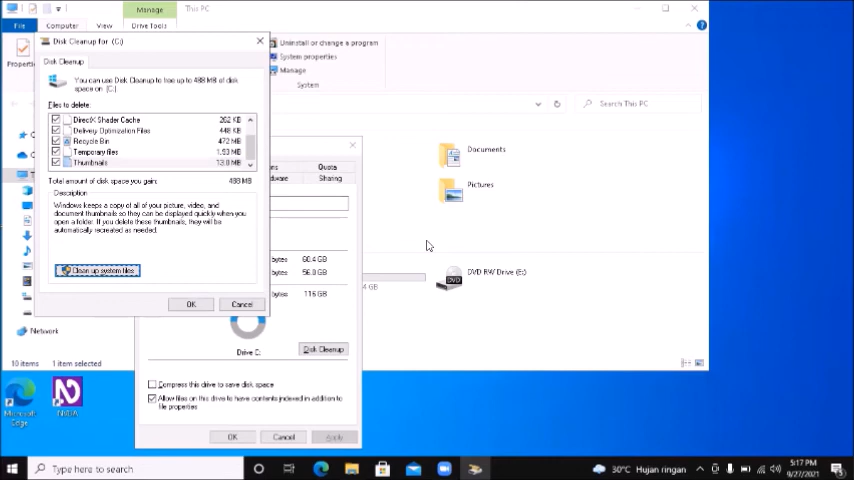 Manage
This PC
File
Computer
View
Drive Tools
Disk Cleanup for (C:)
Disk Cleanup
You can use Disk Cleanup to free up to 488 MB of disk
space on (C:).
Files to delete:
DirectX Shader Cache 262 KB
Delivery Optimization Files 448 KB
Recycle Bin 472 MB
Temporary files 1.93 MB
Thumbnails 13.0 MB
Total amount of disk space you gain: 488 MB
Description
Windows keeps a copy of all of your picture, video, and
document thumbnails so they can be displayed quickly when you
open a folder. If you delete these thumbnails, they will be
automatically recreated as needed.
Clean up system files
OK
Cancel
Uninstall or change a program
System properties
Manage
System
Search This PC
Quota
Sharing
Documents
Pictures
DVD RW Drive (E:)
bytes
bytes 56.0 GB
bytes 116 GB
Drive C:
Disk Cleanup
Compress this drive to save disk space
Allow files on this drive to have contents indexed in addition to
file properties
OK
Cancel
Apply
Network
10 items
1 item selected
Microsoft
Edge
NVDA
Type here to search
30°C Hujan ringan
5:17 PM
9/27/2021